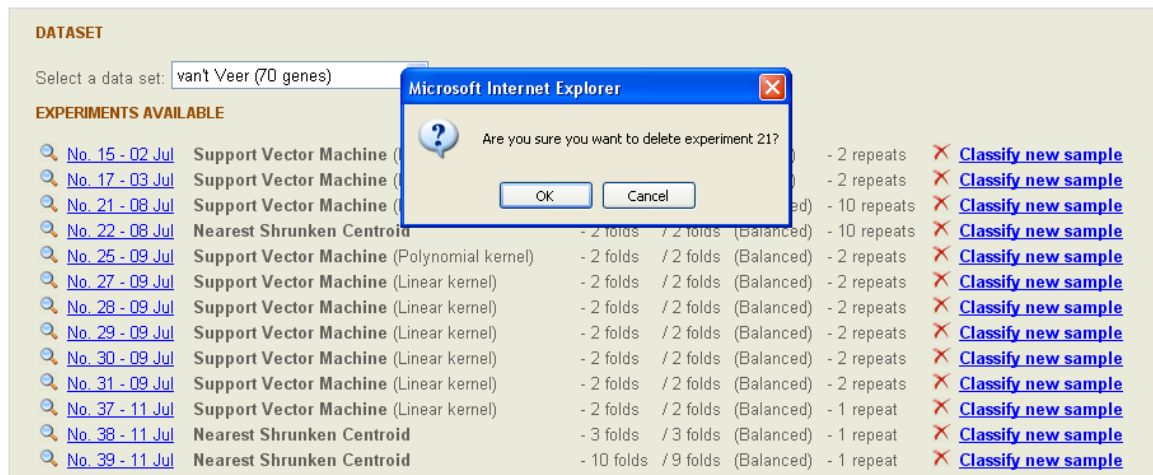 DATASET
Select a data set: van't Veer (70 genes)
Microsoft Internet Explorer
Are you sure you want to delete experiment 21?
OK Cancel
EXPERIMENTS AVAILABLE
No. 15 - 02 Jul Support Vector Machine ( ) - 2 repeats Classify new sample
No. 17 - 03 Jul Support Vector Machine ( ) - 2 repeats Classify new sample
No. 21 - 08 Jul Support Vector Machine ( ed) - 10 repeats Classify new sample
No. 22 - 08 Jul Nearest Shrunken Centroid - 2 folds / 2 folds (Balanced) - 10 repeats Classify new sample
No. 25 - 09 Jul Support Vector Machine (Polynomial kernel) - 2 folds / 2 folds (Balanced) - 2 repeats Classify new sample
No. 27 - 09 Jul Support Vector Machine (Linear kernel) - 2 folds / 2 folds (Balanced) - 2 repeats Classify new sample
No. 28 - 09 Jul Support Vector Machine (Linear kernel) - 2 folds / 2 folds (Balanced) - 2 repeats Classify new sample
No. 29 - 09 Jul Support Vector Machine (Linear kernel) - 2 folds / 2 folds (Balanced) - 2 repeats Classify new sample
No. 30 - 09 Jul Support Vector Machine (Linear kernel) - 2 folds / 2 folds (Balanced) - 2 repeats Classify new sample
No. 31 - 09 Jul Support Vector Machine (Linear kernel) - 2 folds / 2 folds (Balanced) - 2 repeats Classify new sample
No. 37 - 11 Jul Support Vector Machine (Linear kernel) - 2 folds / 2 folds (Balanced) - 1 repeat Classify new sample
No. 38 - 11 Jul Nearest Shrunken Centroid - 3 folds / 3 folds (Balanced) - 1 repeat Classify new sample
No. 39 - 11 Jul Nearest Shrunken Centroid - 10 folds / 9 folds (Balanced) - 1 repeat Classify new sample